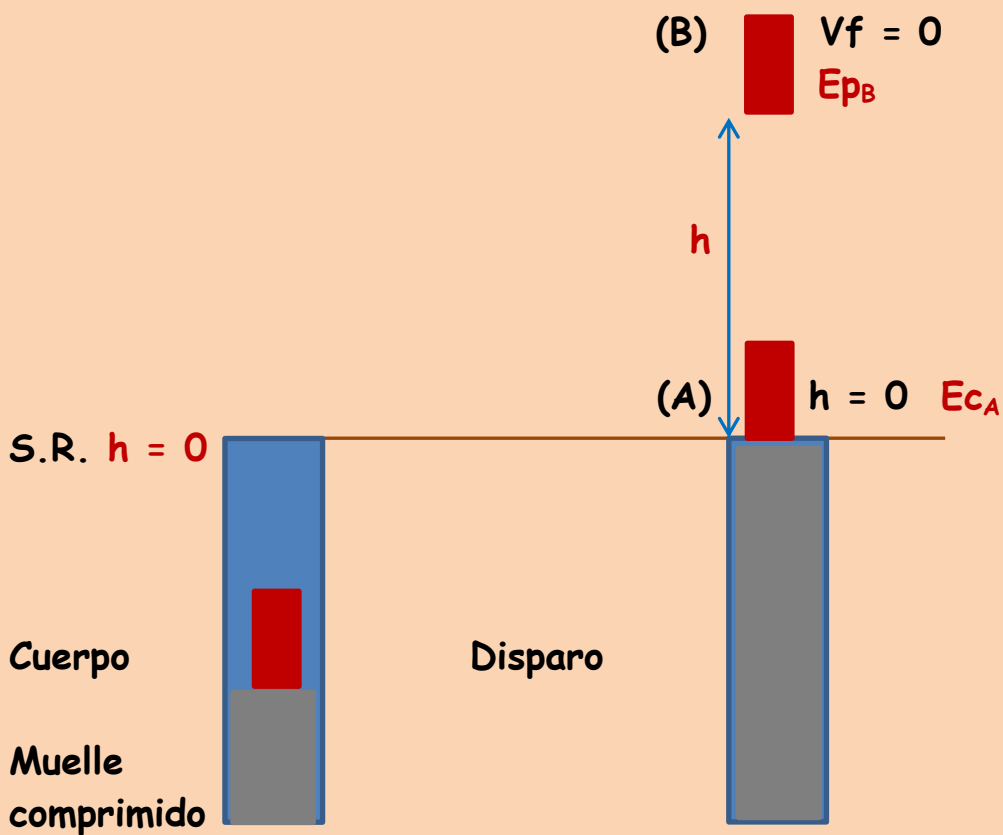 (B) Vf = 0
EpB
h
(A) h = 0 EcA
S.R. h = 0
Cuerpo
Disparo
Muelle
comprimido